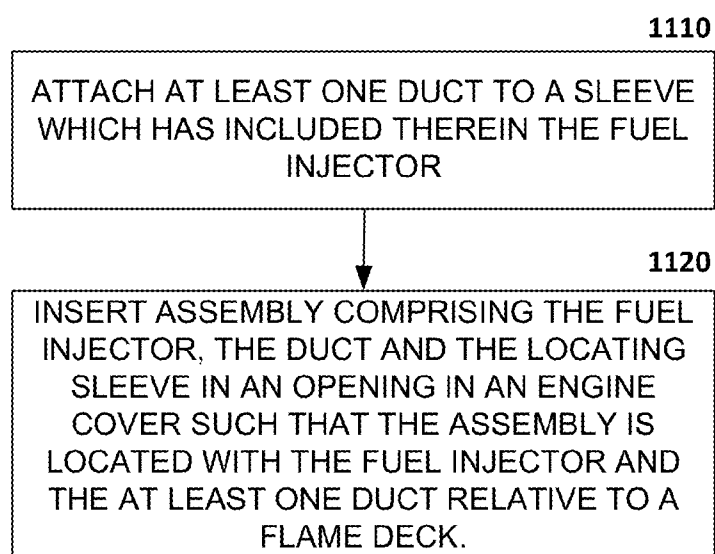 1110
ATTACH AT LEAST ONE DUCT TO A SLEEVE
WHICH HAS INCLUDED THEREIN THE FUEL
INJECTOR
1120
INSERT ASSEMBLY COMPRISING THE FUEL
INJECTOR, THE DUCT AND THE LOCATING
SLEEVE IN AN OPENING IN AN ENGINE
COVER SUCH THAT THE ASSEMBLY IS
LOCATED WITH THE FUEL INJECTOR AND
THE AT LEAST ONE DUCT RELATIVE TO A
FLAME DECK.